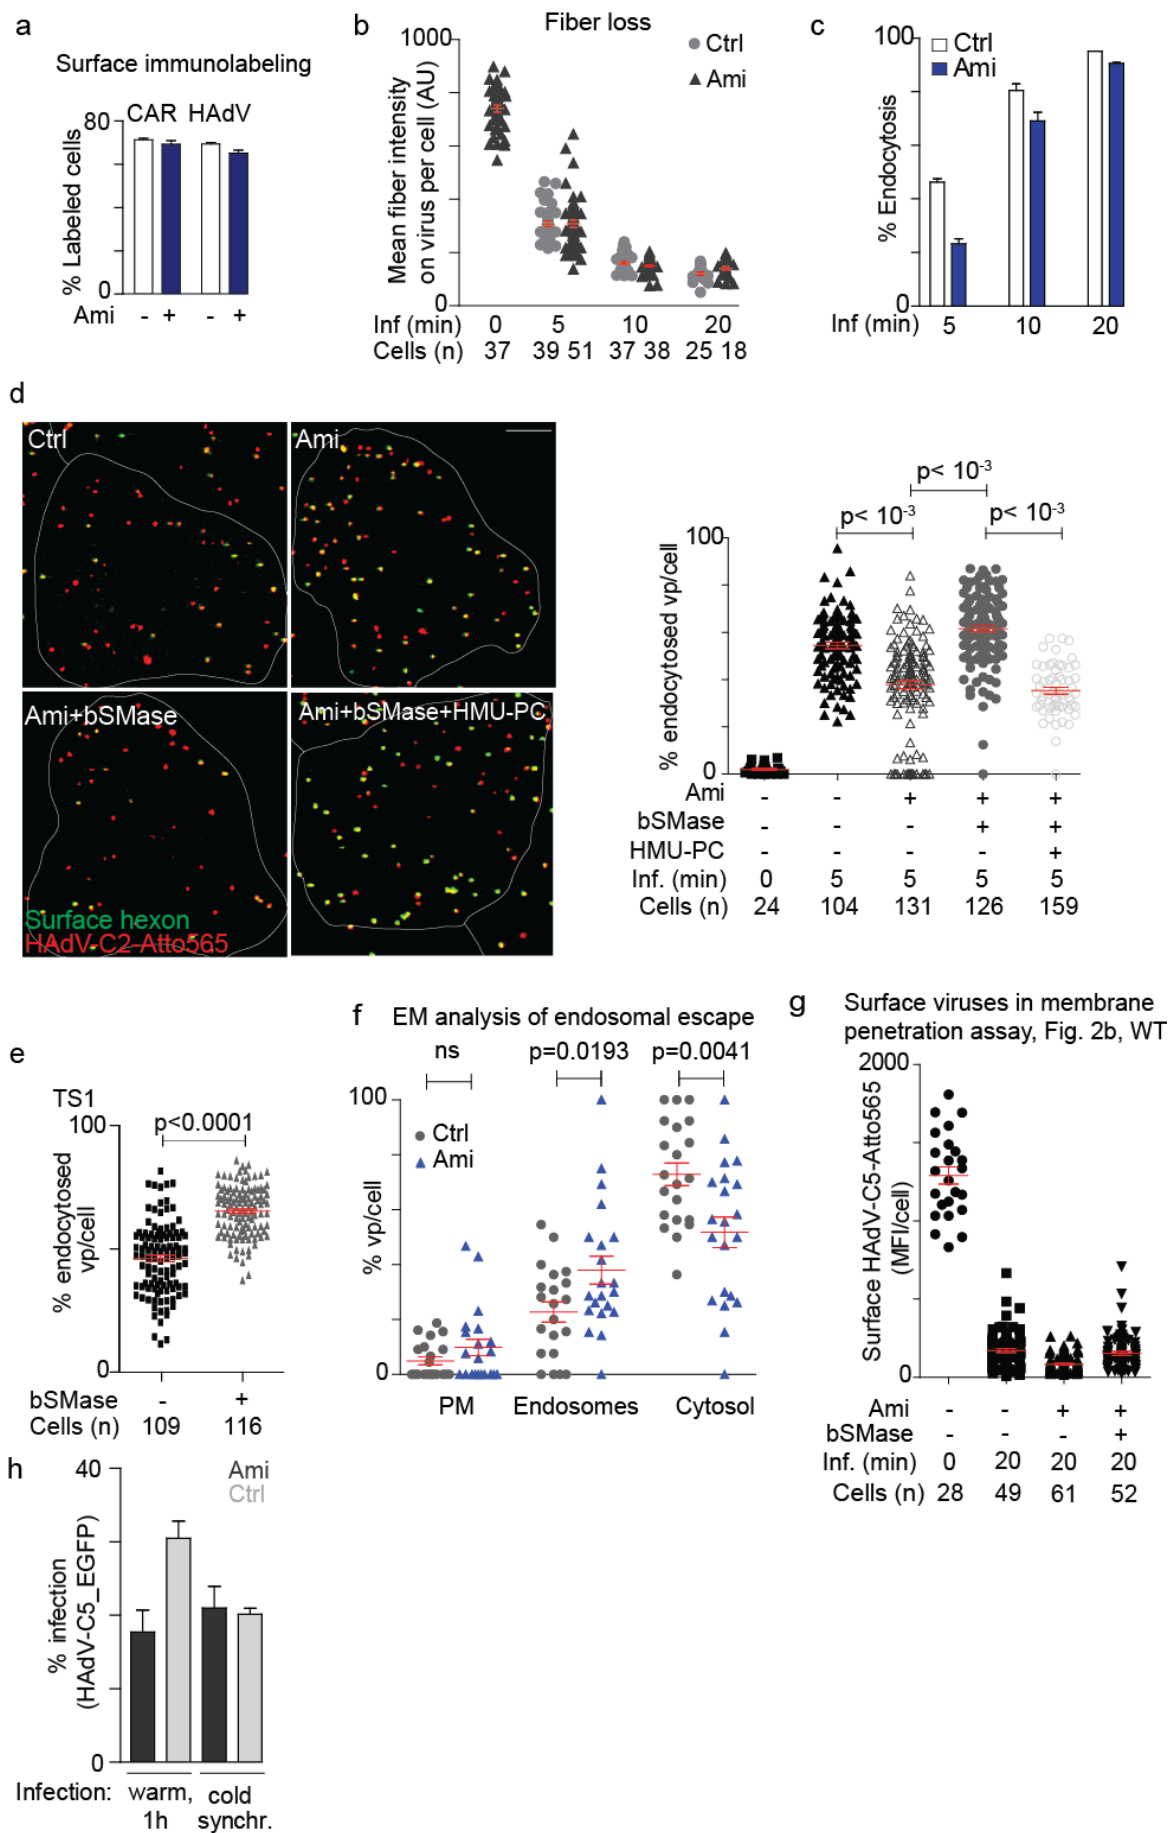 a
Surface immunolabeling
CAR HAdV
80
0
% Labeled cells
Ami - + - +
b
Fiber loss
1000
0
Mean fiber intensity
on virus per cell (AU)
Ctrl
Ami
Inf (min) 0 5 10 20
Cells (n) 37 39 51 37 38 25 18
c
100
0
% Endocytosis
Ctrl
Ami
Inf (min) 5 10 20
d
Ctrl
Ami
Ami+bSMase
Ami+bSMase+HMU-PC
Surface hexon
HAdV-C2-Atto565
p< 10-3
p< 10-3
p< 10-3
100
0
% endocytosed vp/cell
Ami - - + + +
bSMase - - - + +
HMU-PC - - - - +
Inf. (min) 0 5 5 5 5
Cells (n) 24 104 131 126 159
e
TS1
p<0.0001
100
0
% endocytosed
vp/cell
bSMase - +
Cells (n) 109 116
f
EM analysis of endosomal escape
ns p=0.0193 p=0.0041
100
0
% vp/cell
Ctrl
Ami
PM Endosomes Cytosol
g
Surface viruses in membrane
penetration assay, Fig. 2b, WT
2000
0
Surface HAdV-C5-Atto565
(MFI/cell)
Ami - - + +
bSMase - - - +
Inf. (min) 0 20 20 20
Cells (n) 28 49 61 52
h
40
0
% infection
(HAdV-C5_EGFP)
Ami
Ctrl
Infection: warm, cold
1h synchr.